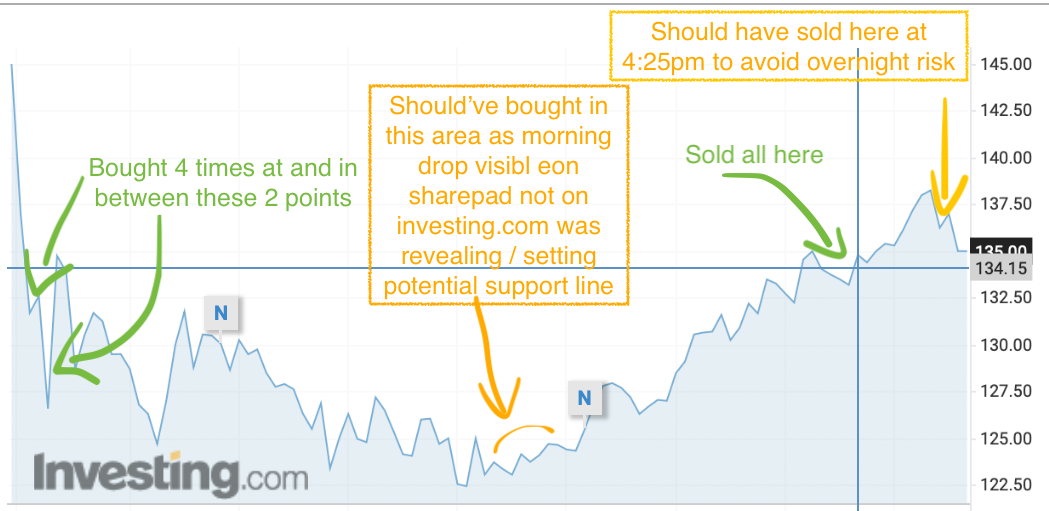 Should have sold here at
4:25pm to avoid overnight risk
Should've bought in
this area as morning
drop visibl eon
sharepad not on
investing.com was
revealing / setting
potential support line
Bought 4 times at and in
between these 2 points
Sold all here
N
N
145.00
142.50
140.00
137.50
135.00
134.15
132.50
130.00
127.50
125.00
122.50
Investing.com